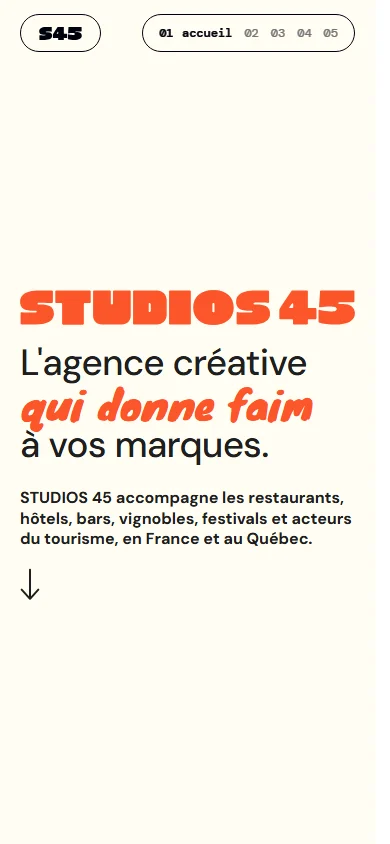 S45
01 accueil 02 03 04 05
STUDIOS 45
L'agence créative
qui donne faim
à vos marques.
STUDIOS 45 accompagne les restaurants,
hôtels, bars, vignobles, festivals et acteurs
du tourisme, en France et au Québec.